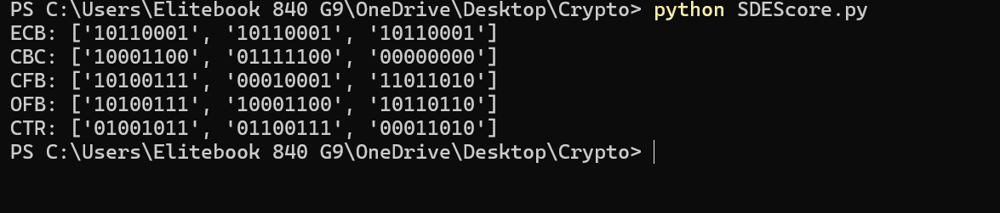 PS C:\Users\Elitebook 840 G9\OneDrive\Desktop\Crypto> python SDEScore.py
ECB: ['10110001', '10110001', '10110001']
CBC: ['10001100', '01111100', '00000000']
CFB: ['10100111', '00010001', '11011010']
OFB: ['10100111', '10001100', '10110110']
CTR: ['01001011', '01100111', '00011010']
PS C:\Users\Elitebook 840 G9\OneDrive\Desktop\Crypto>